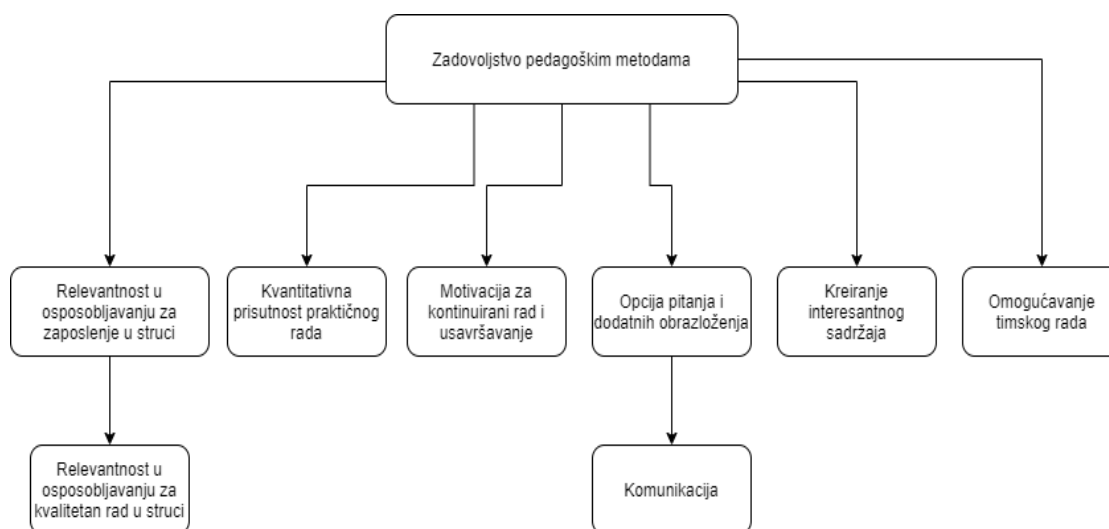 Zadovoljstvo pedagoškim metodama
Relevantnost u
osposobljavanju za
zaposlenje u struci
Kvantitativna
prisutnost praktičnog
rada
Motivacija za
kontinuirani rad i
usavršavanje
Opcija pitanja i
dodatnih obrazloženja
Kreiranje
interesantnog
sadržaja
Omogućavanje
timskog rada
Relevantnost u
osposobljavanju za
kvalitetan rad u struci
Komunikacija